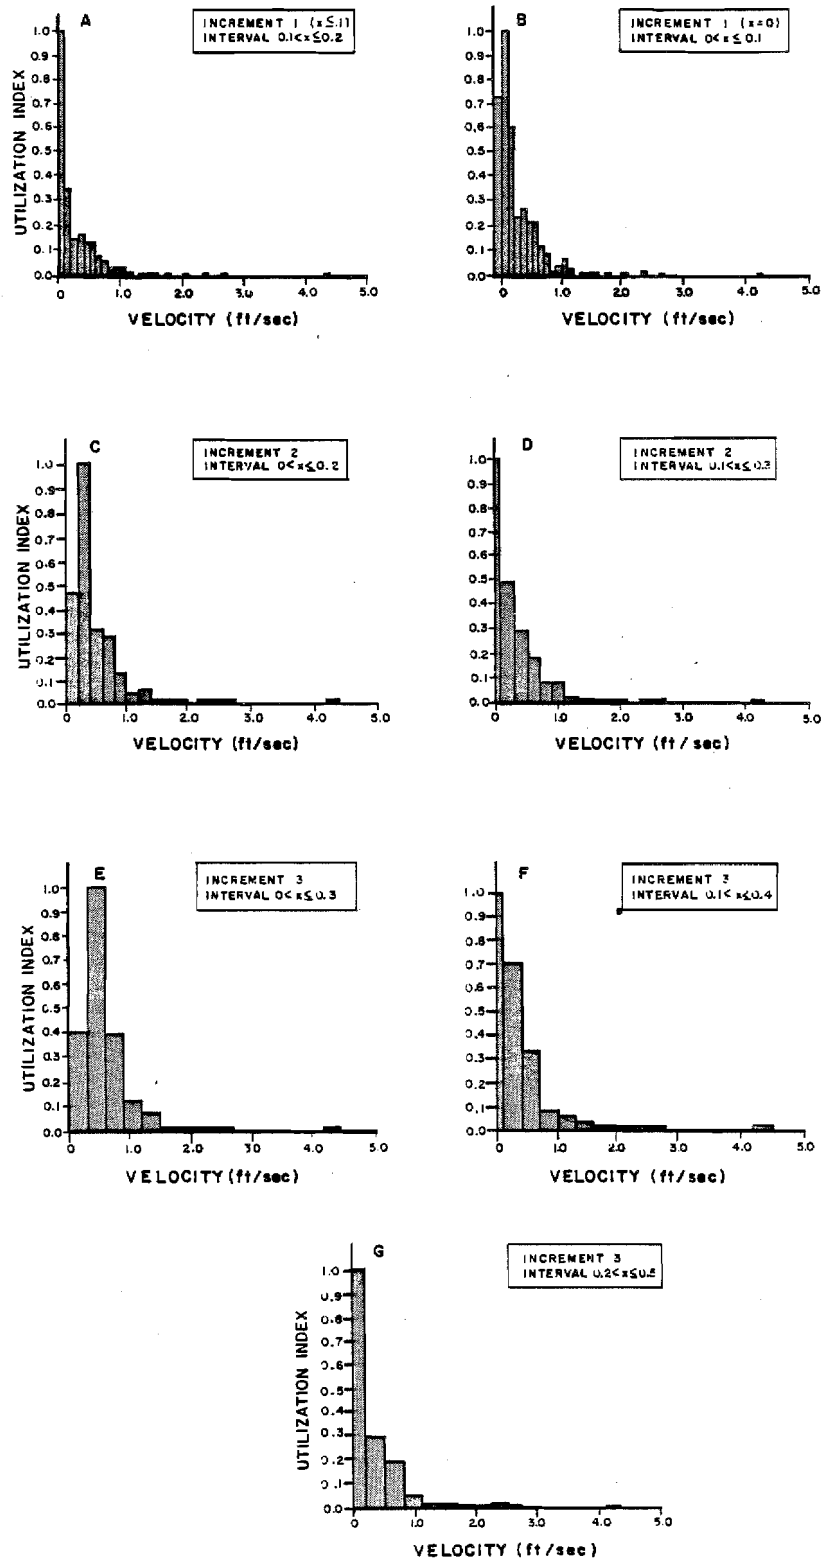 A
INCREMENT 1 (x≤.1)
INTERVAL 0.1<x≤0.2
UTILIZATION INDEX
1.0
0.9
0.8
0.7
0.6
0.5
0.4
0.3
0.2
0.1
0.0
0 1.0 2.0 3.0 4.0 5.0
VELOCITY (ft/sec)
B
INCREMENT 1 (x=0)
INTERVAL 0<x≤0.1
1.0
0.9
0.8
0.7
0.6
0.5
0.4
0.3
0.2
0.1
0.0
0 1.0 2.0 3.0 4.0 5.0
VELOCITY (ft/sec)
C
INCREMENT 2
INTERVAL 0<x≤0.2
UTILIZATION INDEX
1.0
0.9
0.8
0.7
0.6
0.5
0.4
0.3
0.2
0.1
0.0
0 1.0 2.0 3.0 4.0 5.0
VELOCITY (ft/sec)
D
INCREMENT 2
INTERVAL 0.1<x≤0.3
1.0
0.9
0.8
0.7
0.6
0.5
0.4
0.3
0.2
0.1
0.0
0 1.0 2.0 3.0 4.0 5.0
VELOCITY (ft/sec)
E
INCREMENT 3
INTERVAL 0<x≤0.3
UTILIZATION INDEX
1.0
0.9
0.8
0.7
0.6
0.5
0.4
0.3
0.2
0.1
0.0
0 1.0 2.0 3.0 4.0 5.0
VELOCITY (ft/sec)
F
INCREMENT 3
INTERVAL 0.1<x≤0.4
1.0
0.9
0.8
0.7
0.6
0.5
0.4
0.3
0.2
0.1
0.0
0 1.0 2.0 3.0 4.0 5.0
VELOCITY (ft/sec)
G
INCREMENT 3
INTERVAL 0.2<x≤0.5
UTILIZATION INDEX
1.0
0.9
0.8
0.7
0.6
0.5
0.4
0.3
0.2
0.1
0.0
0 1.0 2.0 3.0 4.0 5.0
VELOCITY (ft/sec)